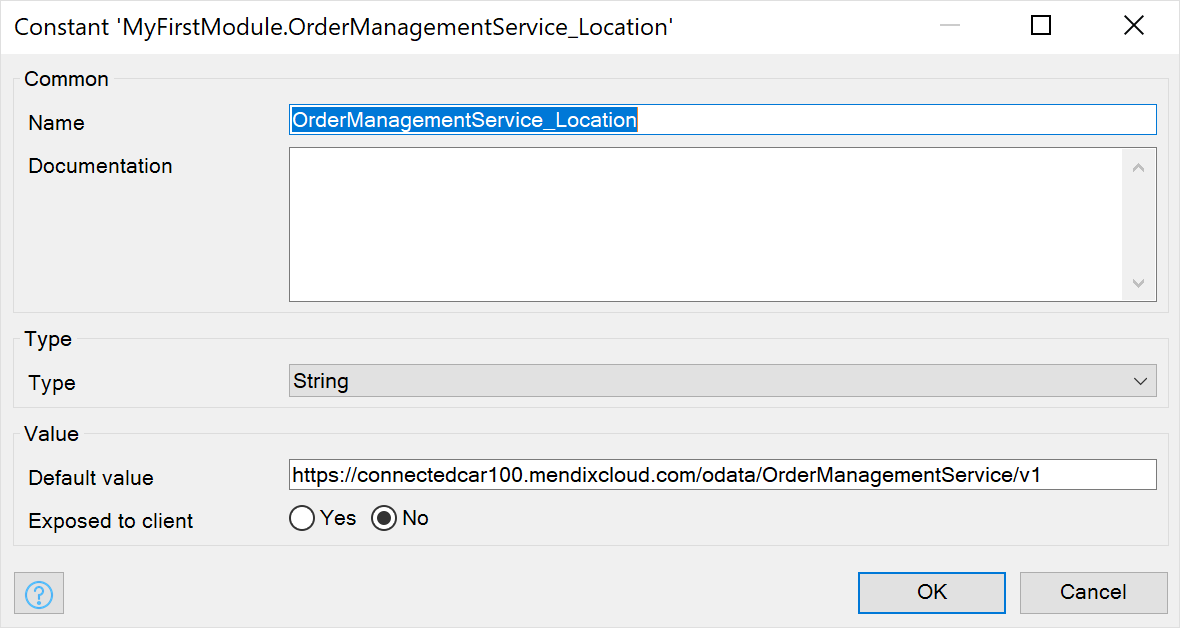 Constant 'MyFirstModule.OrderManagementService_Location'
Common
Name
OrderManagementService_Location
Documentation
Type
Type
String
Value
Default value
https://connectedcar100.mendixcloud.com/odata/OrderManagementService/v1
Exposed to client
Yes No
?
OK Cancel